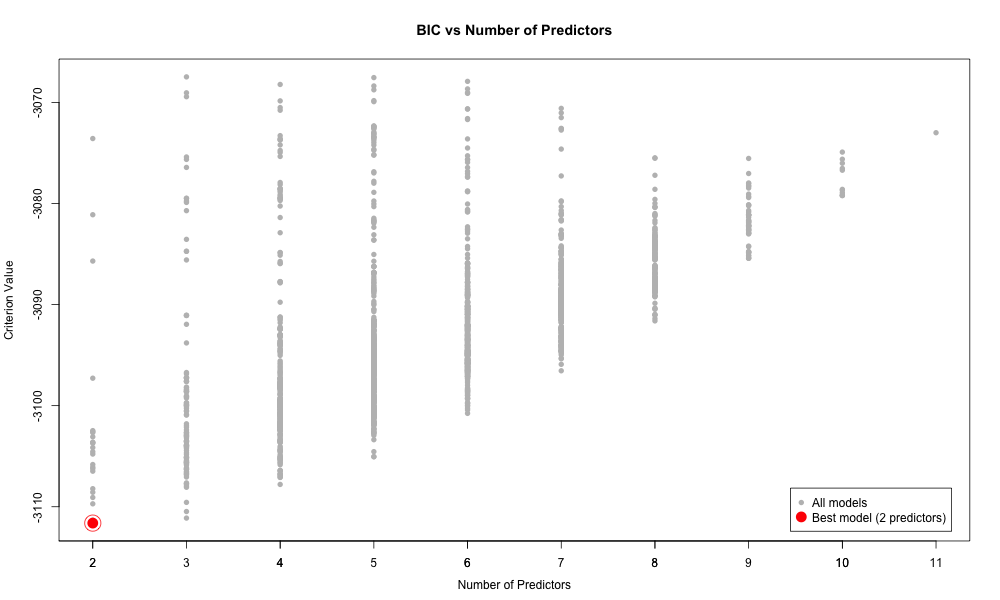 BIC vs Number of Predictors
Criterion Value
-3070
-3080
-3090
-3100
-3110
All models
Best model (2 predictors)
2 3 4 5 6 7 8 9 10 11
Number of Predictors